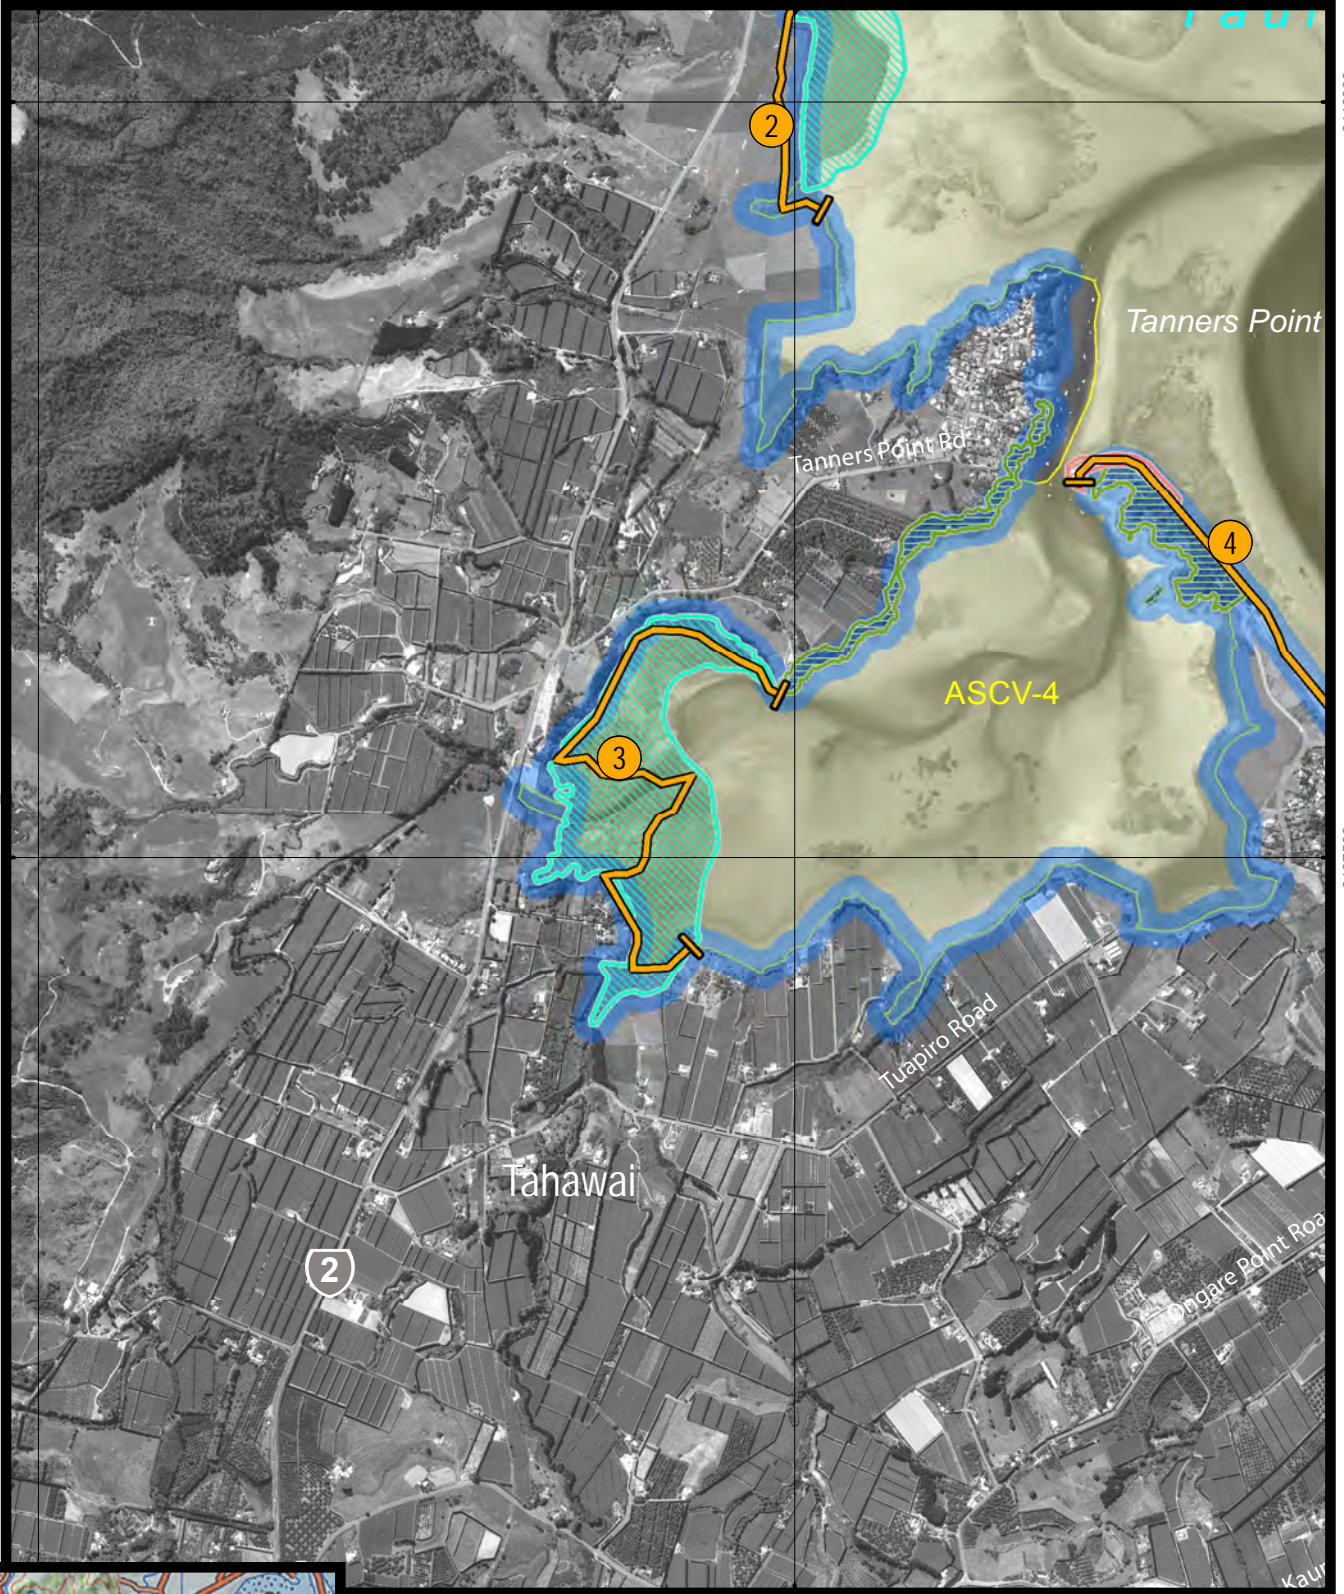 2
Tanners Point
Tanners Point Rd
4
ASCV-4
3
Tuapiro Road
Tahawai
Ongare Point Roa
2